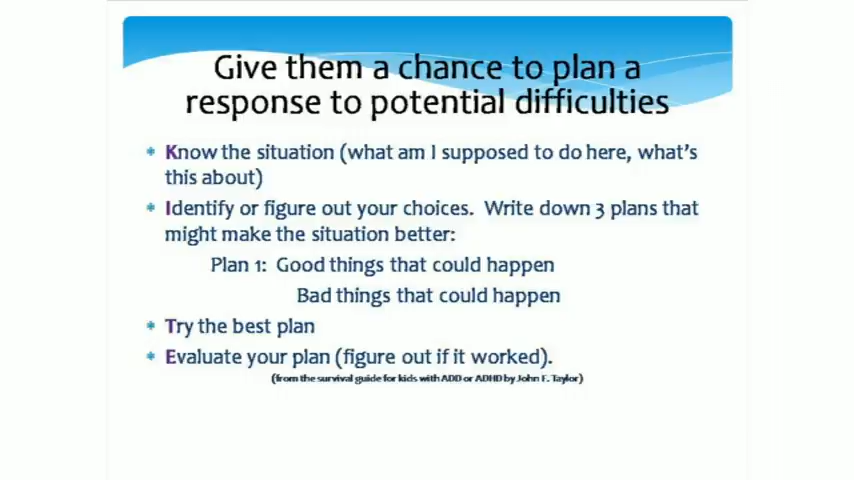 Give them a chance to plan a
response to potential difficulties
* Know the situation (what am I supposed to do here, what's
this about)
* Identify or figure out your choices. Write down 3 plans that
might make the situation better:
Plan 1: Good things that could happen
Bad things that could happen
* Try the best plan
* Evaluate your plan (figure out if it worked).
(from the survival guide for kids with ADD or ADHD by John F. Taylor)